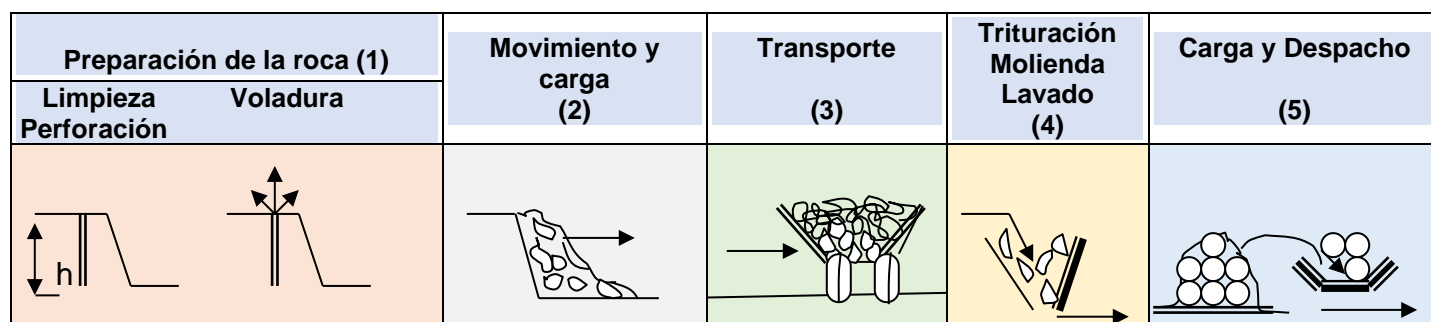 Preparación de la roca (1)
Limpieza
Perforación
Voladura
Movimiento y
carga
(2)
Transporte
(3)
Trituración
Molienda
Lavado
(4)
Carga y Despacho
(5)
h